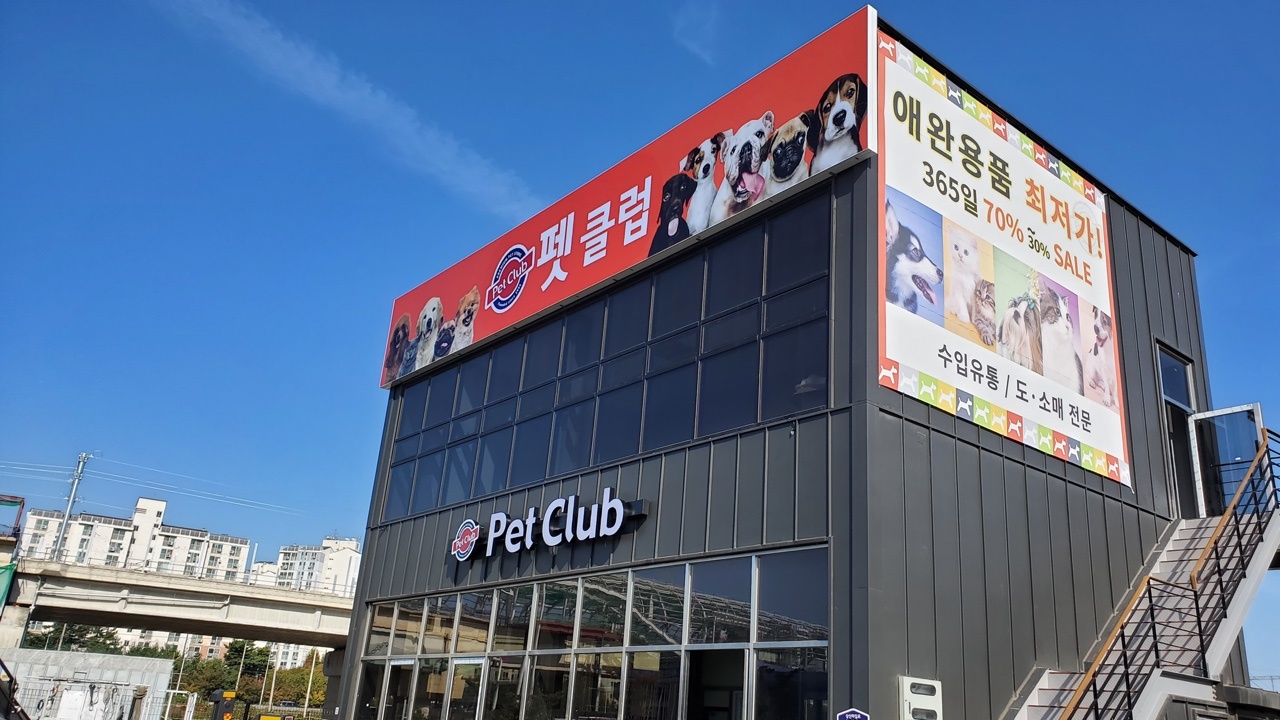 Pet Club
펫 클럽
애완용품 최저가!
365일 70%~30% SALE
수입유통 / 도·소매 전문
Pet Club